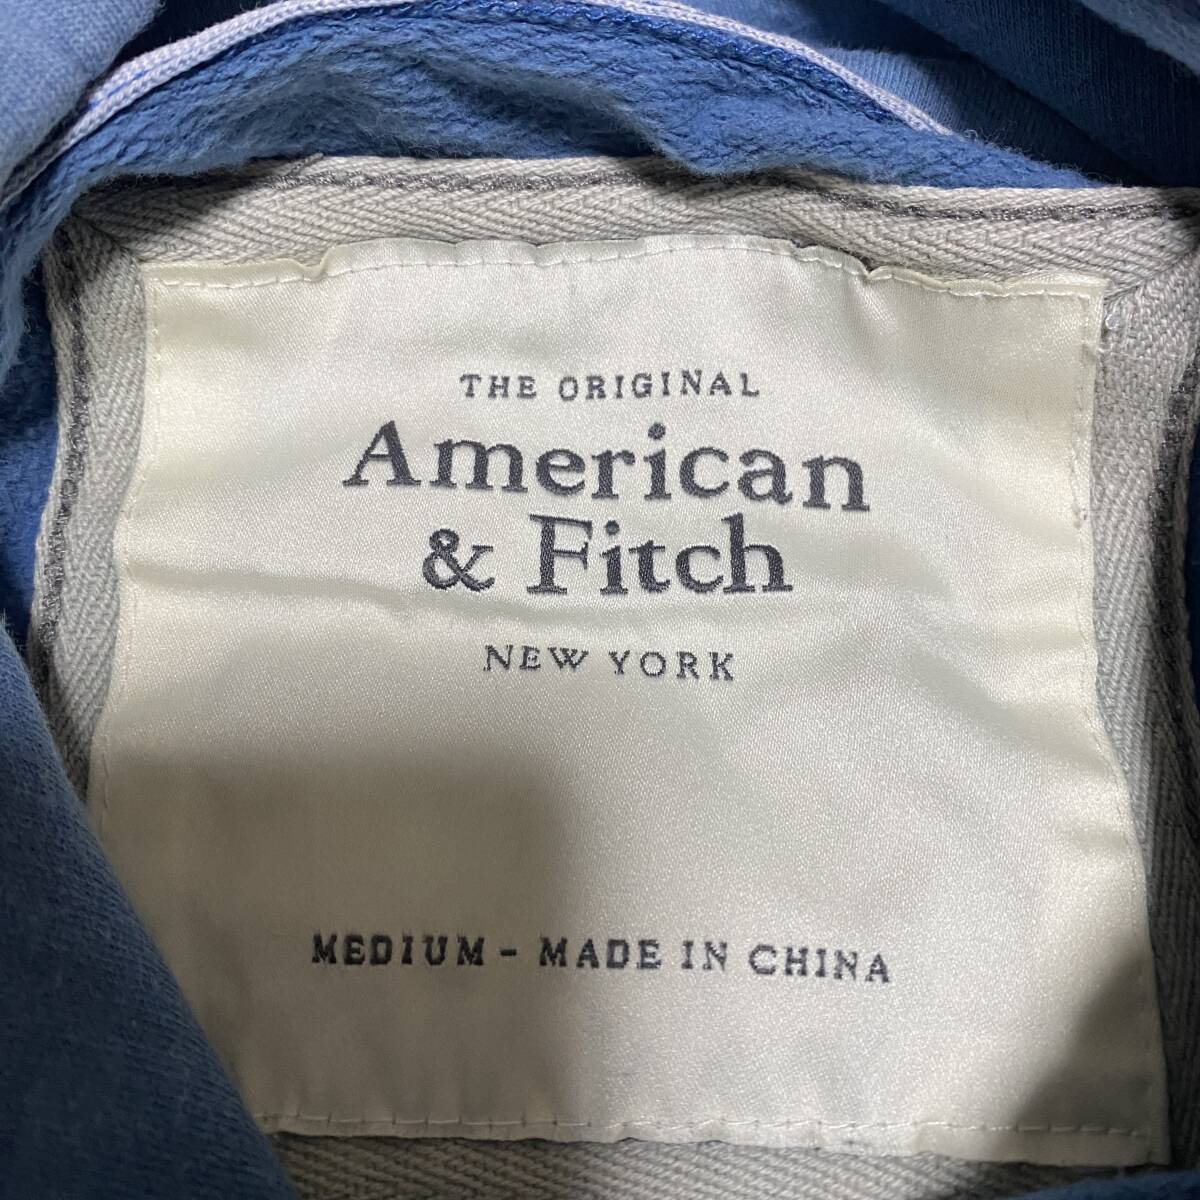 THE ORIGINAL
American
& Fitch
NEW YORK
MEDIUM - MADE IN CHINA